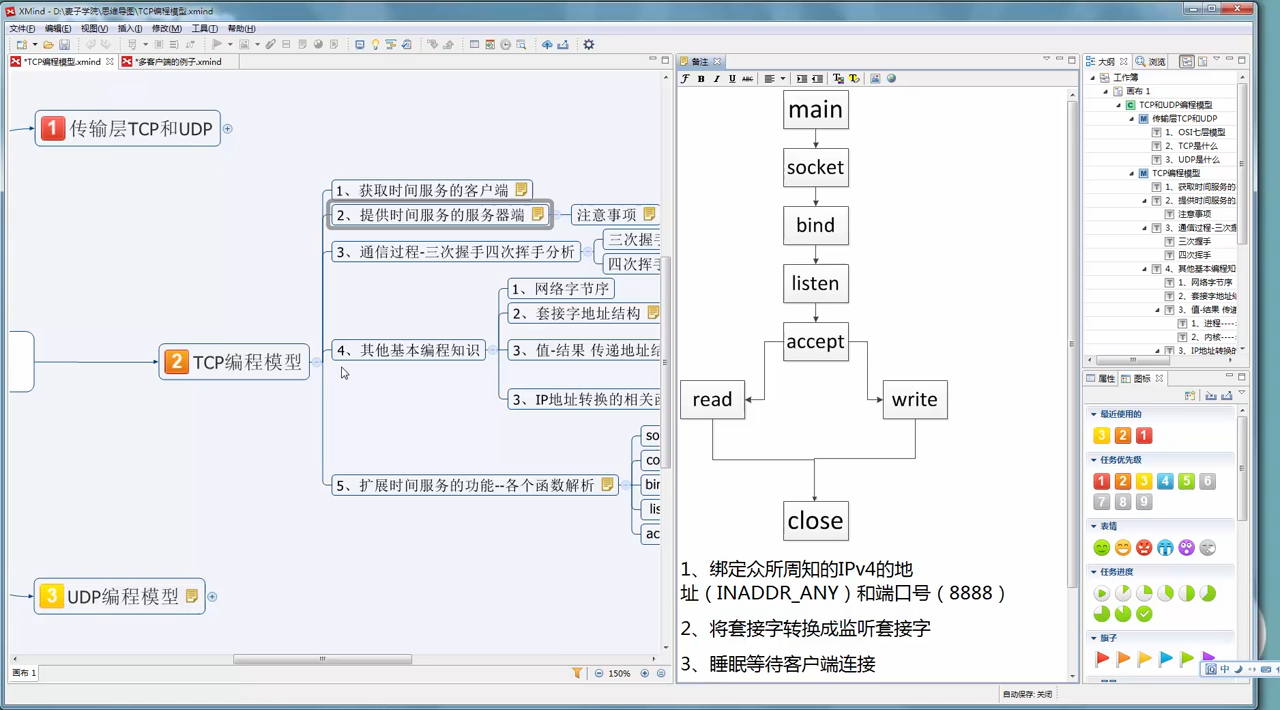 XMind - D:\麦子学院\思维导图\TCP编程模型.xmind
文件(F) 编辑(E) 视图(V) 插入(I) 修改(M) 工具(T) 帮助(H)
*TCP编程模型.xmind
*多客户端的例子.xmind
1 传输层TCP和UDP
1、获取时间服务的客户端
2、提供时间服务的服务器端
注意事项
3、通信过程-三次握手四次挥手分析
三次握手
四次挥手
1、网络字节序
2、套接字地址结构
2 TCP编程模型
4、其他基本编程知识
3、值-结果 传递地址结
3、IP地址转换的相关函
so
co
5、扩展时间服务的功能--各个函数解析
bin
lis
ac
3 UDP编程模型
画布 1
150%
备注
main
socket
bind
listen
accept
read
write
close
1、绑定众所周知的IPv4的地
址（INADDR_ANY）和端口号（8888）
2、将套接字转换成监听套接字
3、睡眠等待客户端连接
大纲
浏览
工作簿
画布 1
TCP和UDP编程模型
传输层TCP和UDP
1、OSI七层模型
2、TCP是什么
3、UDP是什么
TCP编程模型
1、获取时间服务的
2、提供时间服务的
注意事项
3、通信过程-三次
三次握手
四次挥手
4、其他基本编程知
1、网络字节序
2、套接字地址
3、值-结果 传递
1、进程----
2、内核----
3、IP地址转换的
属性
图标
最近使用的
3 2 1
任务优先级
1 2 3 4 5 6
7 8 9
表情
任务进度
旗子
中
自动保存: 关闭